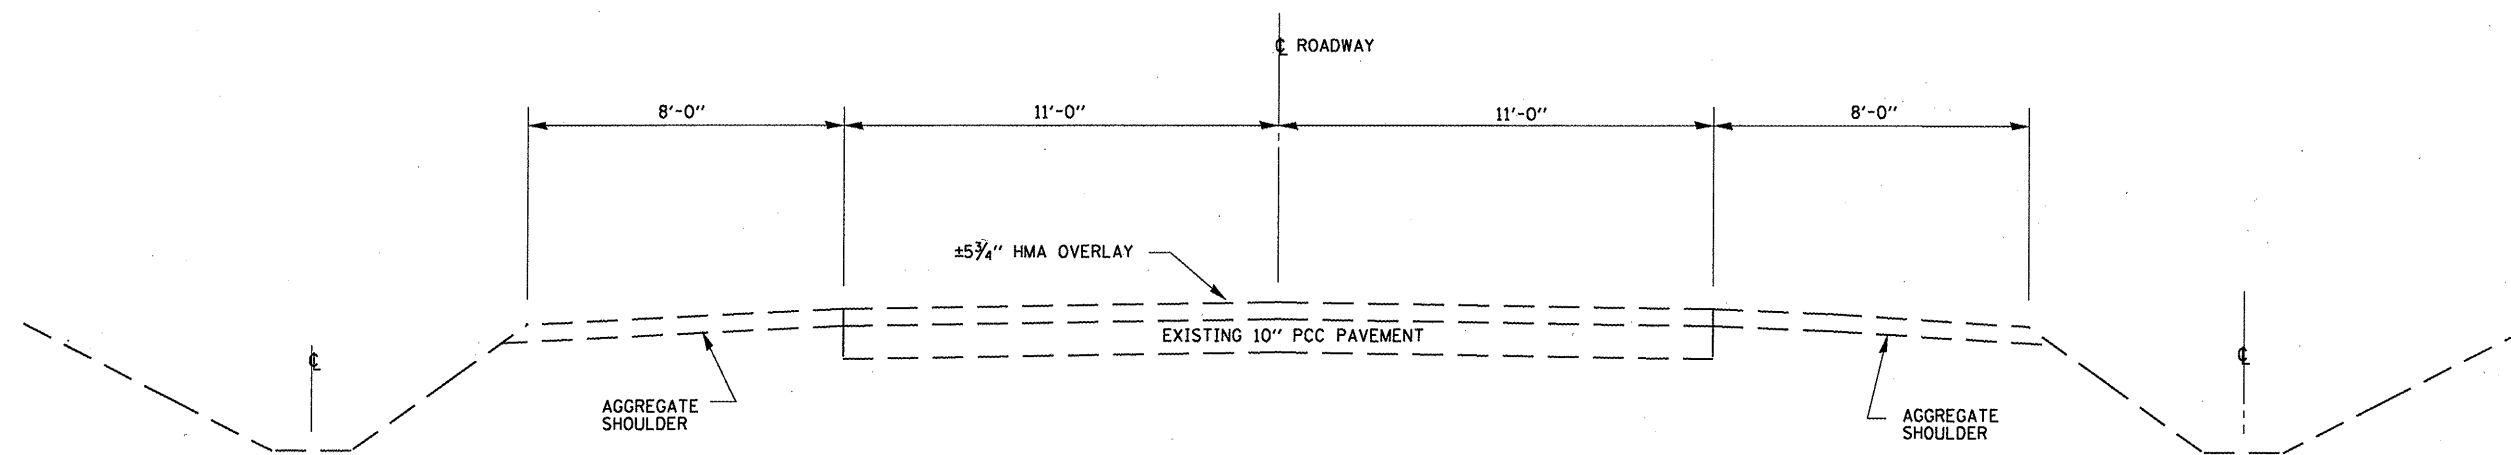 ℄ ROADWAY
8'-0" 11'-0" 11'-0" 8'-0"
±5¾" HMA OVERLAY
EXISTING 10" PCC PAVEMENT
℄
℄
AGGREGATE
SHOULDER
AGGREGATE
SHOULDER